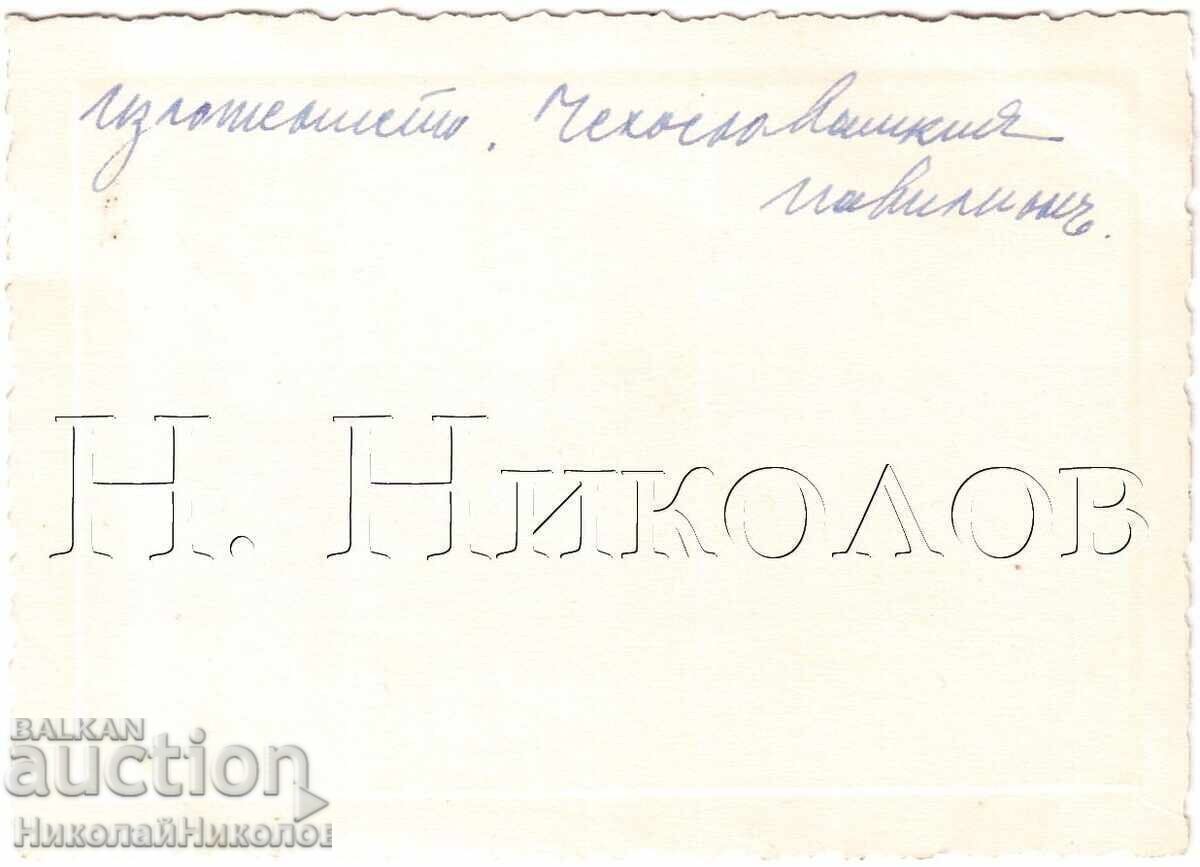 Изложението. Чехословашкия
павилионъ.
Н. Николов
BALKAN
auction
НиколайНиколов